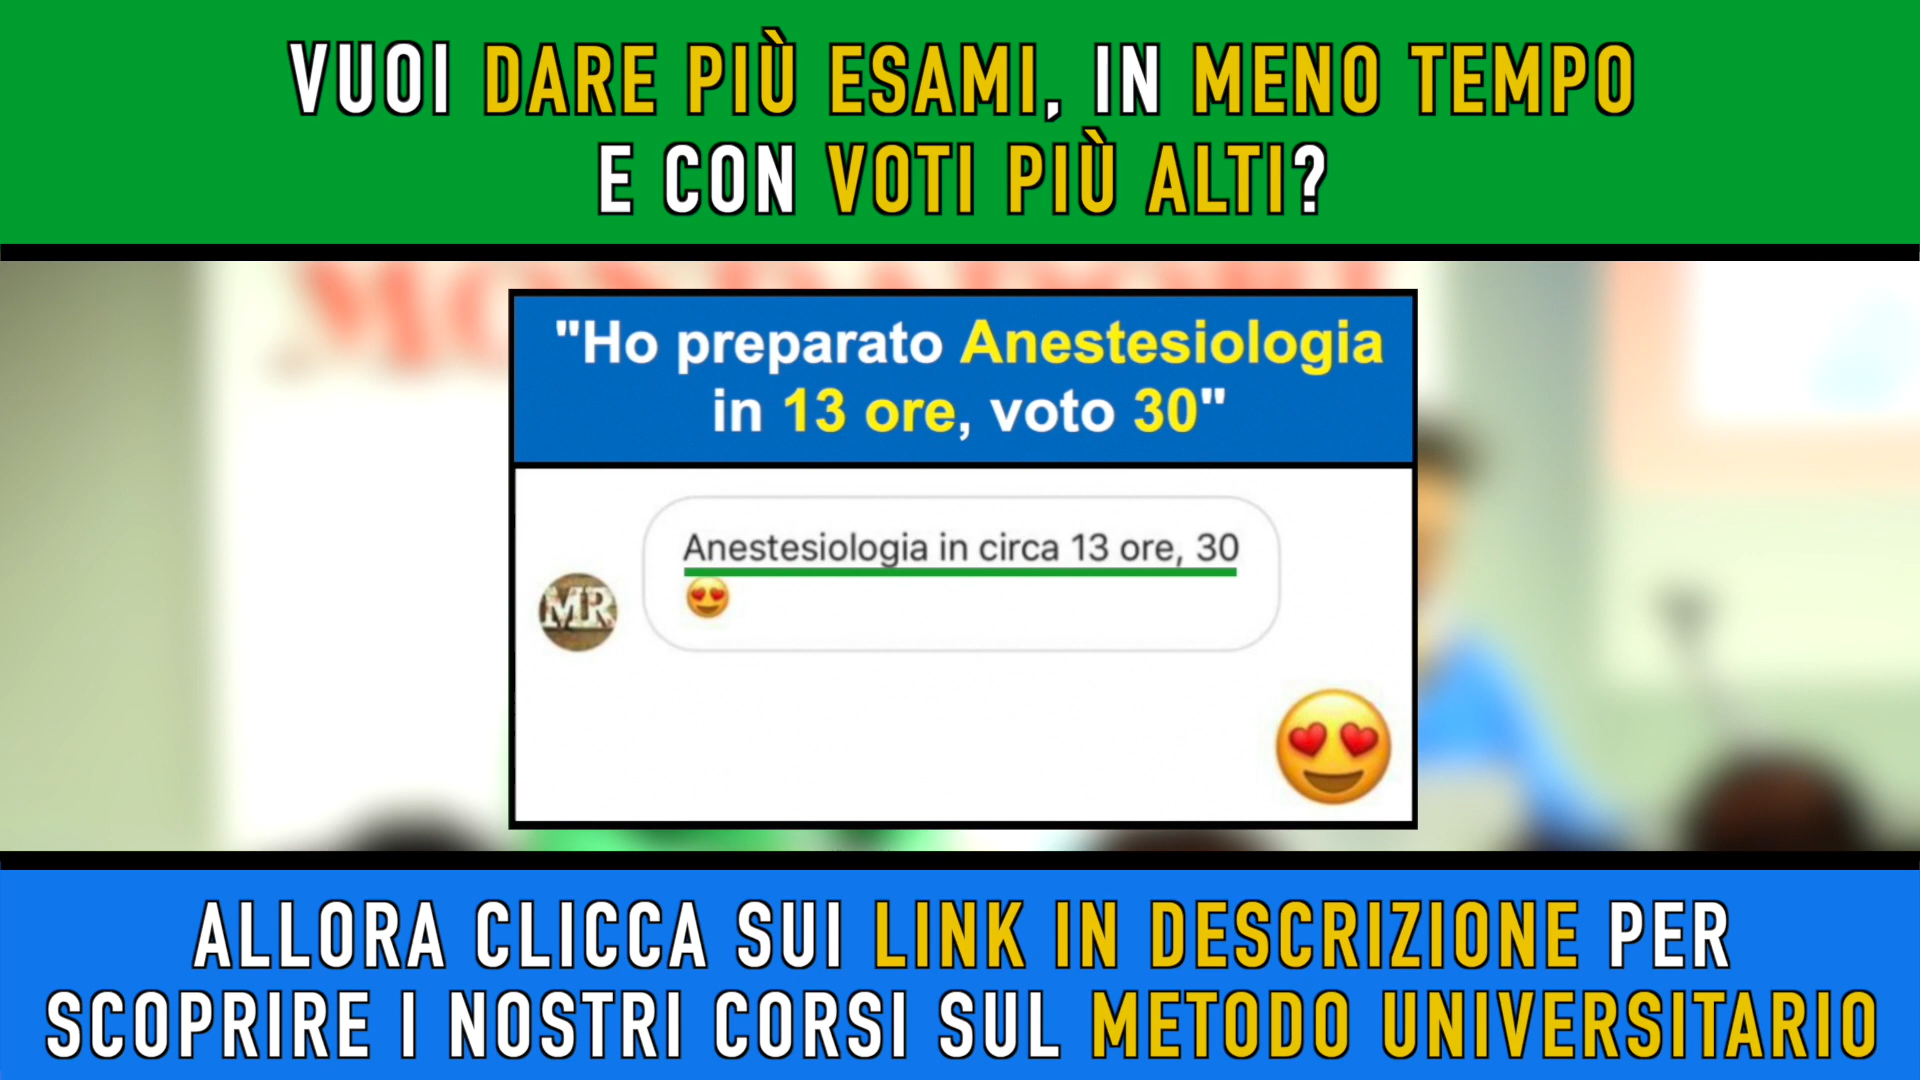 VUOI DARE PIÙ ESAMI, IN MENO TEMPO
E CON VOTI PIÙ ALTI?
"Ho preparato Anestesiologia
in 13 ore, voto 30"
Anestesiologia in circa 13 ore, 30
MR
ALLORA CLICCA SUI LINK IN DESCRIZIONE PER
SCOPRIRE I NOSTRI CORSI SUL METODO UNIVERSITARIO